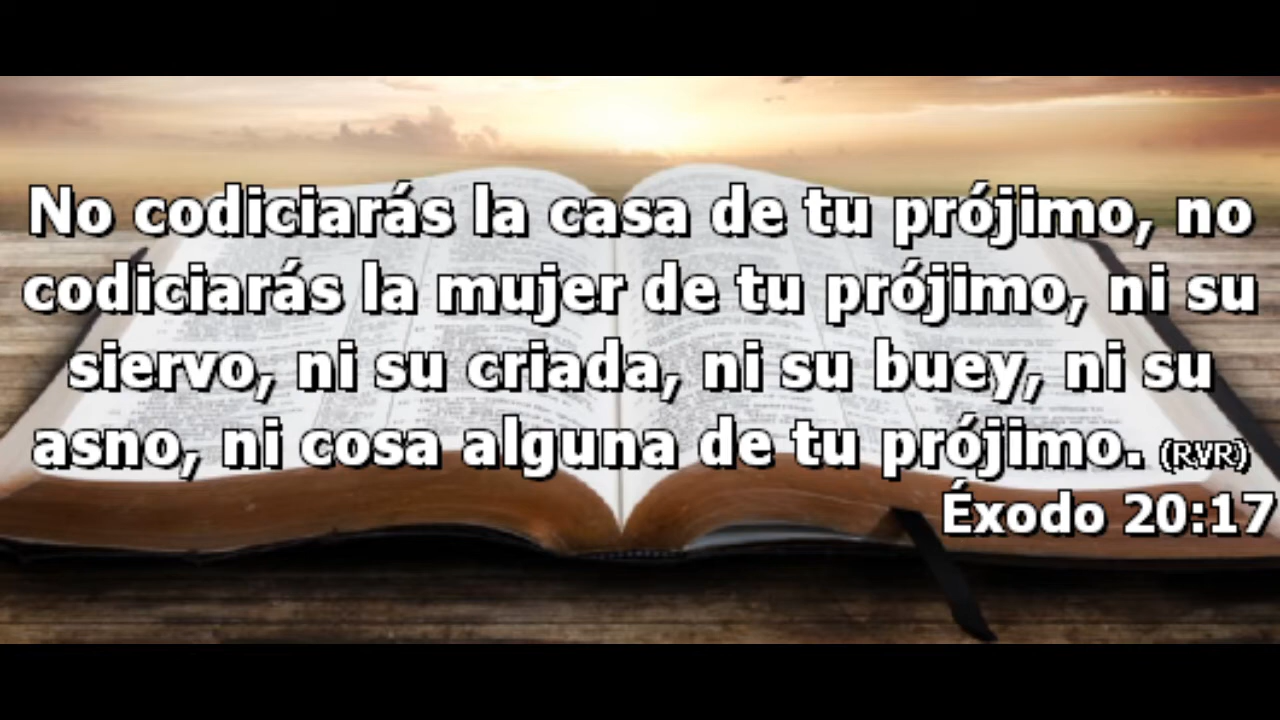 No codiciarás la casa de tu prójimo, no
codiciarás la mujer de tu prójimo, ni su
siervo, ni su criada, ni su buey, ni su
asno, ni cosa alguna de tu prójimo. (RVR)
Éxodo 20:17